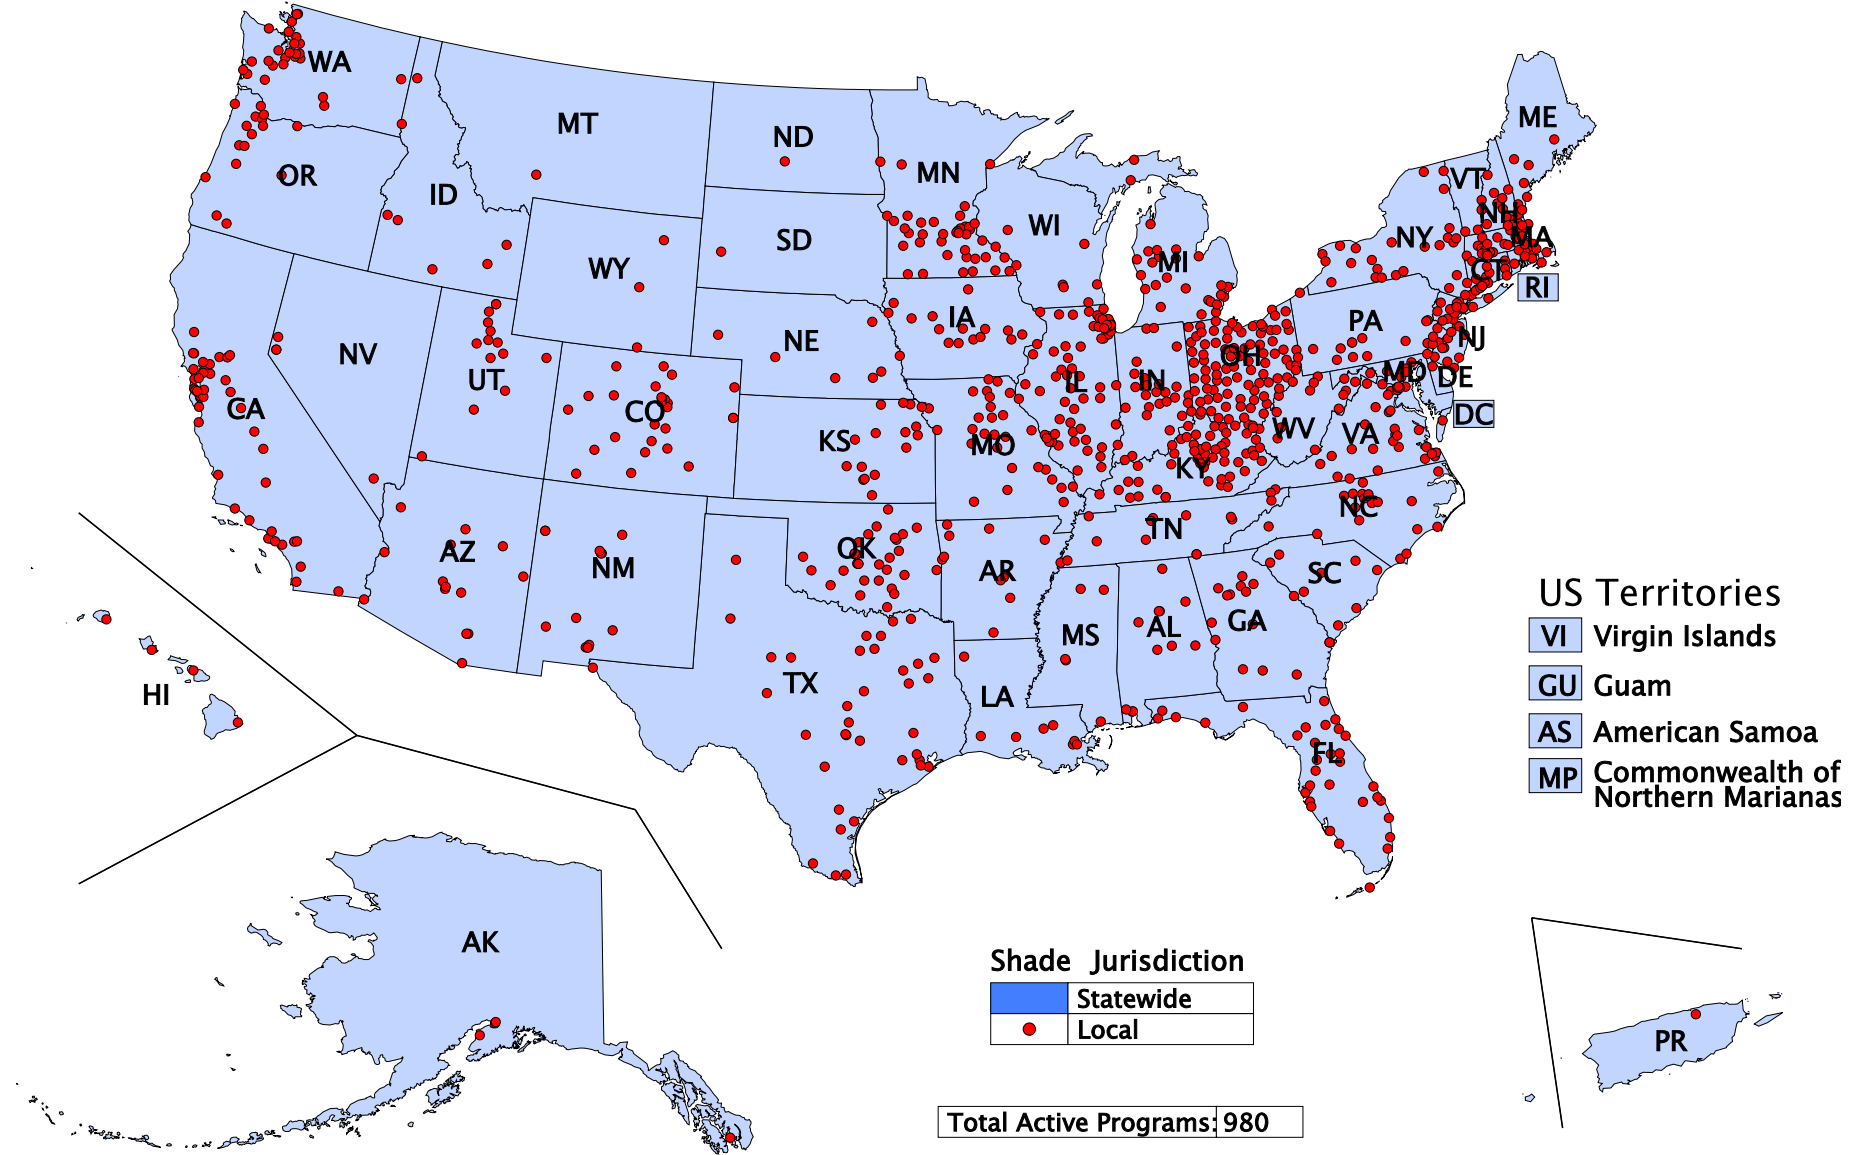 WA
MT
ND
MN
ME
OR
ID
WI
VT
NH
SD
NY
MA
WY
MI
CT
RI
IA
PA
NJ
NE
NV
OH
UT
IL
IN
MD
DE
CA
CO
DC
KS
MO
WV
VA
KY
NC
TN
AZ
OK
NM
AR
SC
US Territories
GA
MS
AL
VI Virgin Islands
TX
HI
LA
GU Guam
AS American Samoa
FL
MP Commonwealth of
Northern Marianas
AK
Shade Jurisdiction
Statewide
Local
PR
Total Active Programs: 980